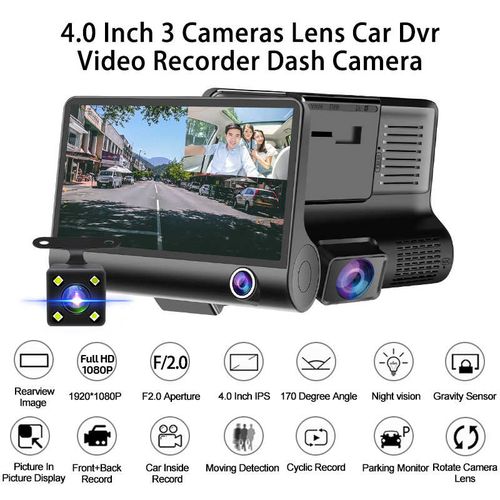 4.0 Inch 3 Cameras Lens Car Dvr
Video Recorder Dash Camera
Full HD
1080P
F/2.0
Rearview
Image
1920*1080P
F2.0 Aperture
4.0 Inch IPS
170 Degree Angle
Night vision
Gravity Sensor
P
Picture In
Picture Display
Front+Back
Record
Car Inside
Record
Moving Detection
Cyclic Record
Parking Monitor
Rotate Camera
Lens